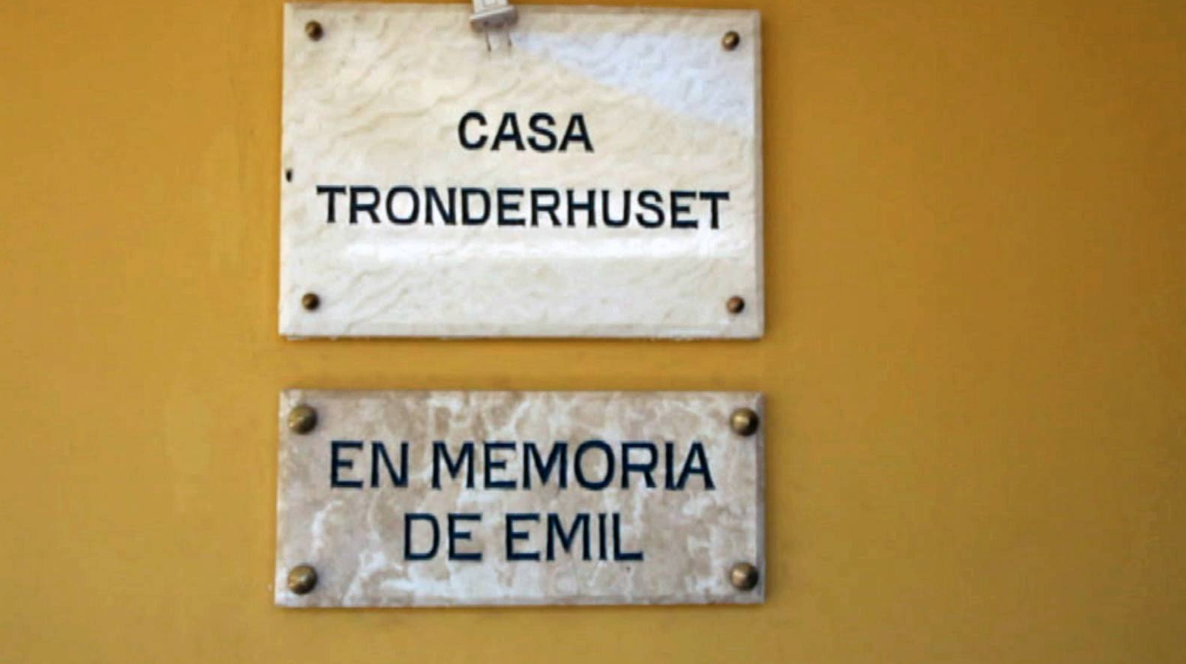 CASA
TRONDERHUSET
EN MEMORIA
DE EMIL